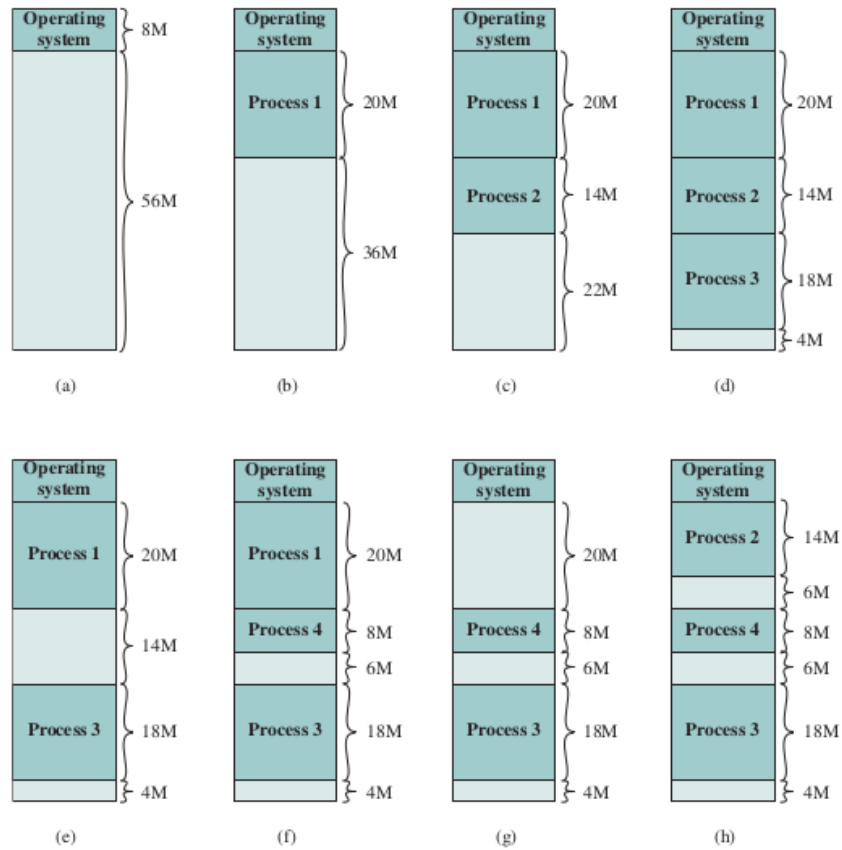 Operating
system
8M
56M
(a)
Operating
system
Process 1
20M
36M
(b)
Operating
system
Process 1
20M
Process 2
14M
22M
(c)
Operating
system
Process 1
20M
Process 2
14M
Process 3
18M
4M
(d)
Operating
system
Process 1
20M
14M
Process 3
18M
4M
(e)
Operating
system
Process 1
20M
Process 4
8M
6M
Process 3
18M
4M
(f)
Operating
system
20M
Process 4
8M
6M
Process 3
18M
4M
(g)
Operating
system
Process 2
14M
6M
Process 4
8M
6M
Process 3
18M
4M
(h)